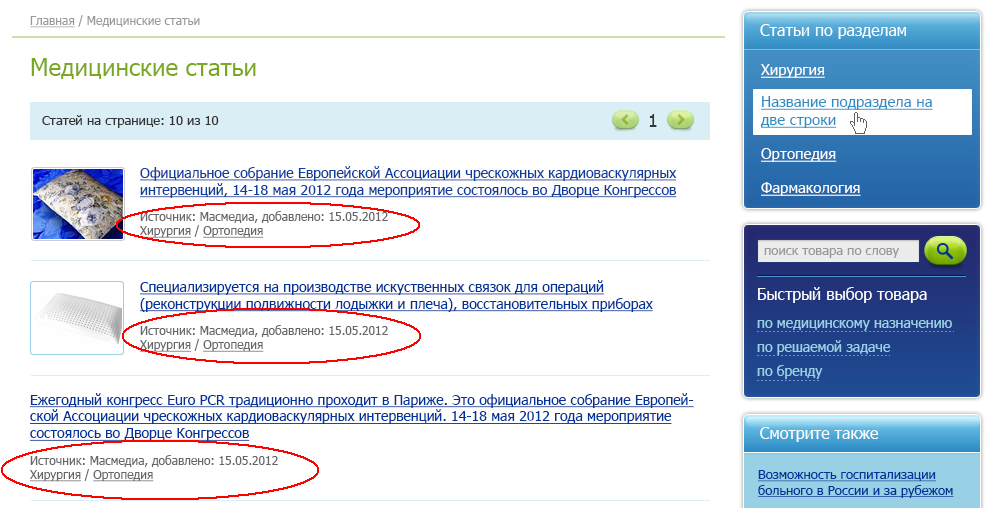 Главная / Медицинские статьи
Медицинские статьи
Статей на странице: 10 из 10
1
Официальное собрание Европейской Ассоциации чрескожных кардиоваскулярных
интервенций, 14-18 мая 2012 года мероприятие состоялось во Дворце Конгрессов
Источник: Масмедиа, добавлено: 15.05.2012
Хирургия / Ортопедия
Специализируется на производстве искуственных связок для операций
(реконструкции подвижности лодыжки и плеча), восстановительных приборах
Источник: Масмедиа, добавлено: 15.05.2012
Хирургия / Ортопедия
Ежегодный конгресс Euro PCR традиционно проходит в Париже. Это официальное собрание Европей-
ской Ассоциации чрескожных кардиоваскулярных интервенций. 14-18 мая 2012 года мероприятие
состоялось во Дворце Конгрессов
Источник: Масмедиа, добавлено: 15.05.2012
Хирургия / Ортопедия
Статьи по разделам
Хирургия
Название подраздела на
две строки
Ортопедия
Фармакология
поиск товара по слову
Быстрый выбор товара
по медицинскому назначению
по решаемой задаче
по бренду
Смотрите также
Возможность госпитализации
больного в России и за рубежом